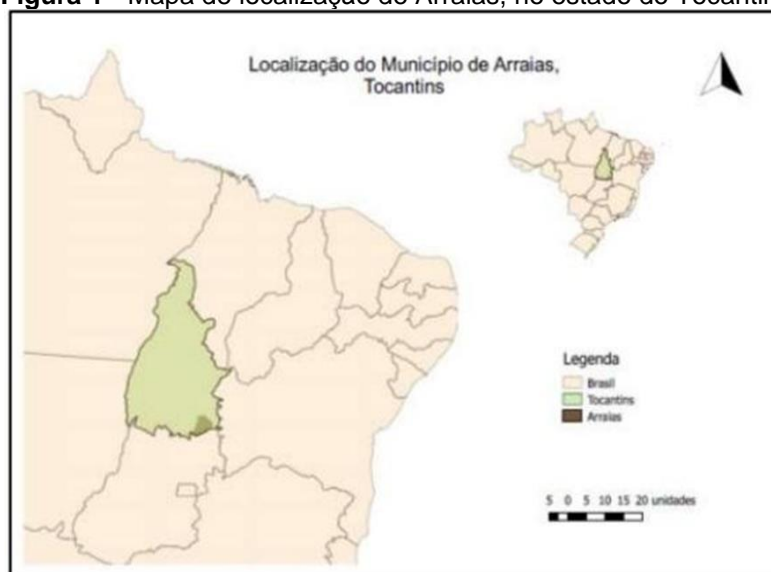 Figura 1 - Mapa de localização de Arraias, no estado do Tocantins
Localização do Município de Arraias,
Tocantins
Legenda
Brasil
Tocantins
Arraias
5 0 5 10 15 20 unidades